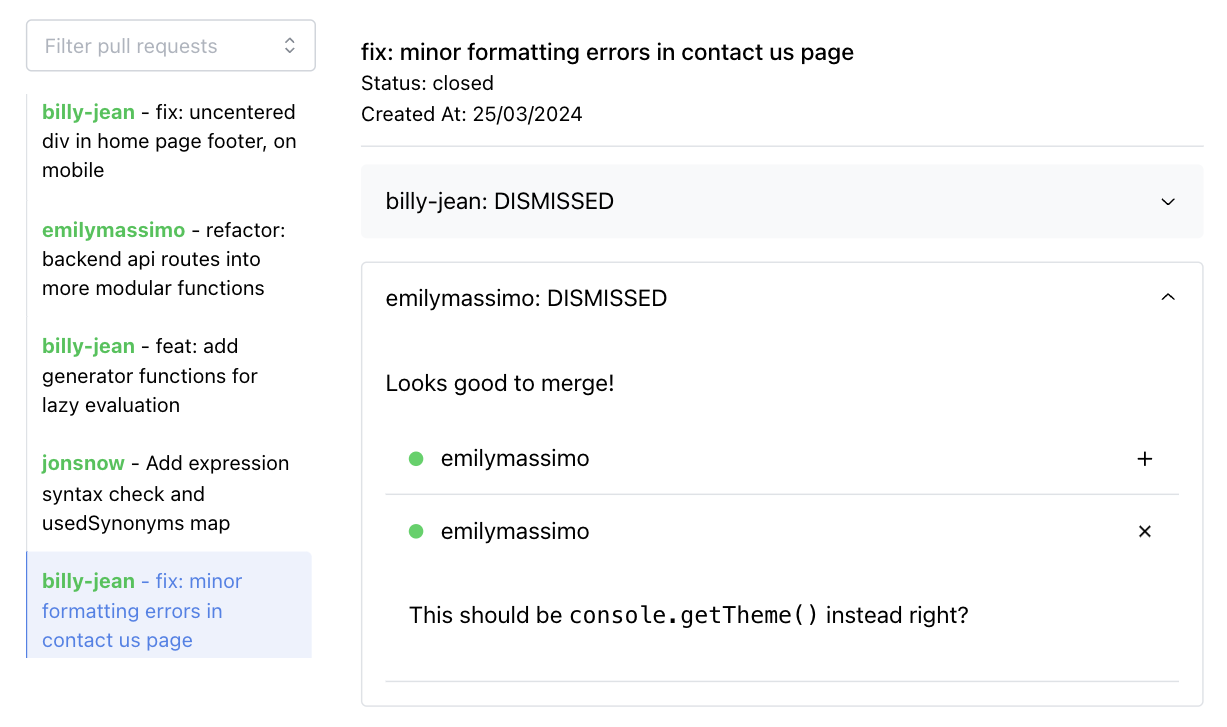 Filter pull requests
billy-jean - fix: uncentered
div in home page footer, on
mobile
emilymassimo - refactor:
backend api routes into
more modular functions
billy-jean - feat: add
generator functions for
lazy evaluation
jonsnow - Add expression
syntax check and
usedSynonyms map
billy-jean - fix: minor
formatting errors in
contact us page
fix: minor formatting errors in contact us page
Status: closed
Created At: 25/03/2024
billy-jean: DISMISSED
emilymassimo: DISMISSED
Looks good to merge!
emilymassimo
emilymassimo
This should be console.getTheme() instead right?